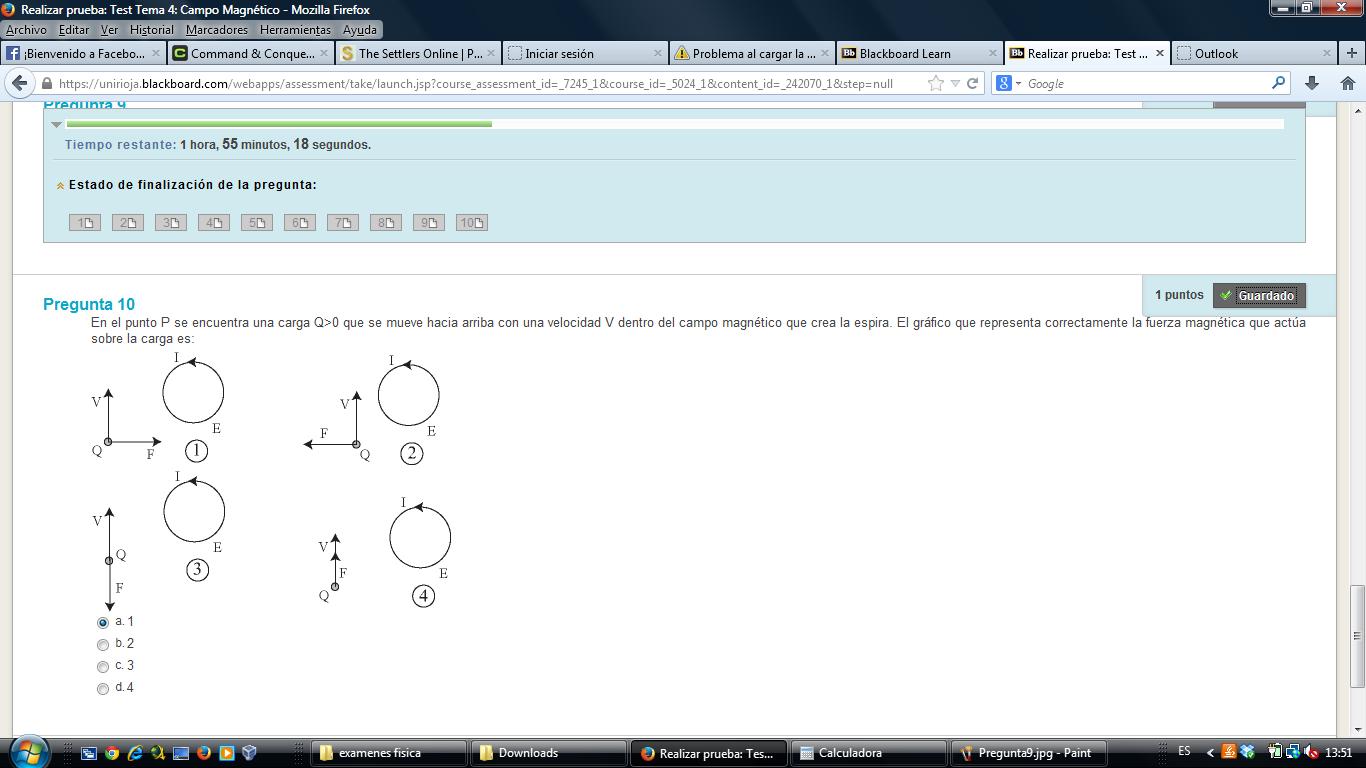 Realizar prueba: Test Tema 4: Campo Magnético - Mozilla Firefox
Archivo Editar Ver Historial Marcadores Herramientas Ayuda
¡Bienvenido a Facebo... × Command & Conque... × The Settlers Online | P... × Iniciar sesión × Problema al cargar la ... × Blackboard Learn × Realizar prueba: Test ... × Outlook ×
https://unirioja.blackboard.com/webapps/assessment/take/launch.jsp?course_assessment_id=_7245_1&course_id=_5024_1&content_id=_242070_1&step=null Google
Pregunta 9
Tiempo restante: 1 hora, 55 minutos, 18 segundos.
Estado de finalización de la pregunta:
1 2 3 4 5 6 7 8 9 10
1 puntos Guardado
Pregunta 10
En el punto P se encuentra una carga Q>0 que se mueve hacia arriba con una velocidad V dentro del campo magnético que crea la espira. El gráfico que representa correctamente la fuerza magnética que actúa
sobre la carga es:
I I
V V
F
E E
Q F 1 Q 2
I I
V
Q E V
F E
3 Q 4
F
a. 1
b. 2
c. 3
d. 4
examenes fisica Downloads Realizar prueba: Tes... Calculadora Pregunta9.jpg - Paint ES 13:51